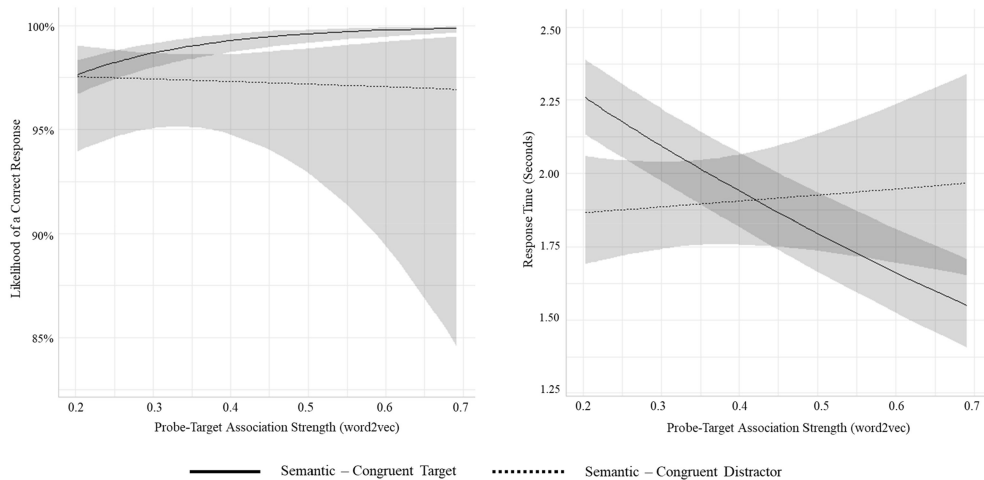 100%
95%
90%
85%
Likelihood of a Correct Response
0.2 0.3 0.4 0.5 0.6 0.7
Probe-Target Association Strength (word2vec)
2.50
2.25
2.00
1.75
1.50
1.25
Response Time (Seconds)
0.2 0.3 0.4 0.5 0.6 0.7
Probe-Target Association Strength (word2vec)
Semantic – Congruent Target
Semantic – Congruent Distractor